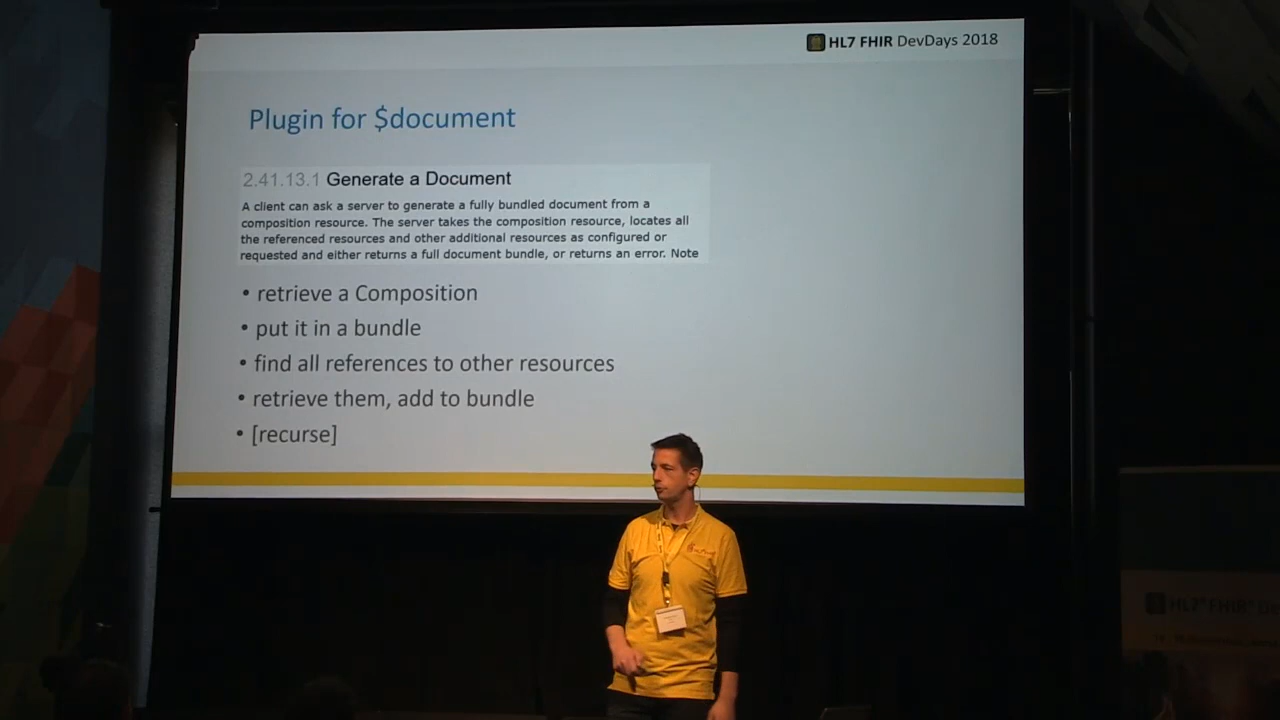 HL7 FHIR DevDays 2018
Plugin for $document
2.41.13.1 Generate a Document
A client can ask a server to generate a fully bundled document from a
composition resource. The server takes the composition resource, locates all
the referenced resources and other additional resources as configured or
requested and either returns a full document bundle, or returns an error. Note
• retrieve a Composition
• put it in a bundle
• find all references to other resources
• retrieve them, add to bundle
• [recurse]
HL7® FHIR®